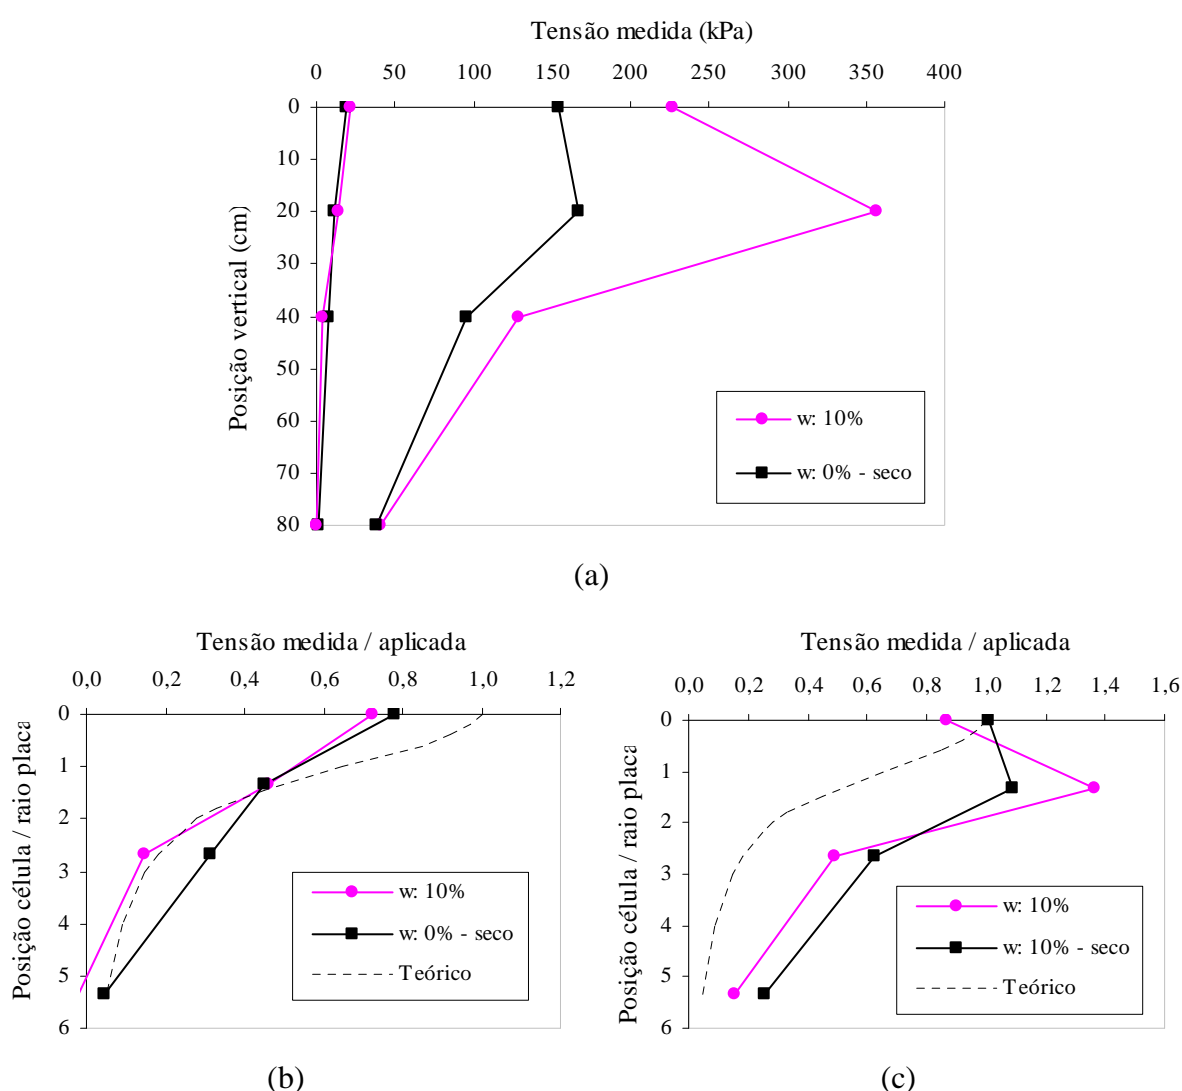 Tensão medida (kPa)
0 50 100 150 200 250 300 350 400
0
10
20
30
40
50
60
70
80
Posição vertical (cm)
w: 10%
w: 0% - seco
(a)
Tensão medida / aplicada
0,0 0,2 0,4 0,6 0,8 1,0 1,2
0
1
2
3
4
5
6
Posição célula / raio placa
w: 10%
w: 0% - seco
Teórico
(b)
Tensão medida / aplicada
0,0 0,2 0,4 0,6 0,8 1,0 1,2 1,4 1,6
0
1
2
3
4
5
6
Posição célula / raio placa
w: 10%
w: 10% - seco
Teórico
(c)